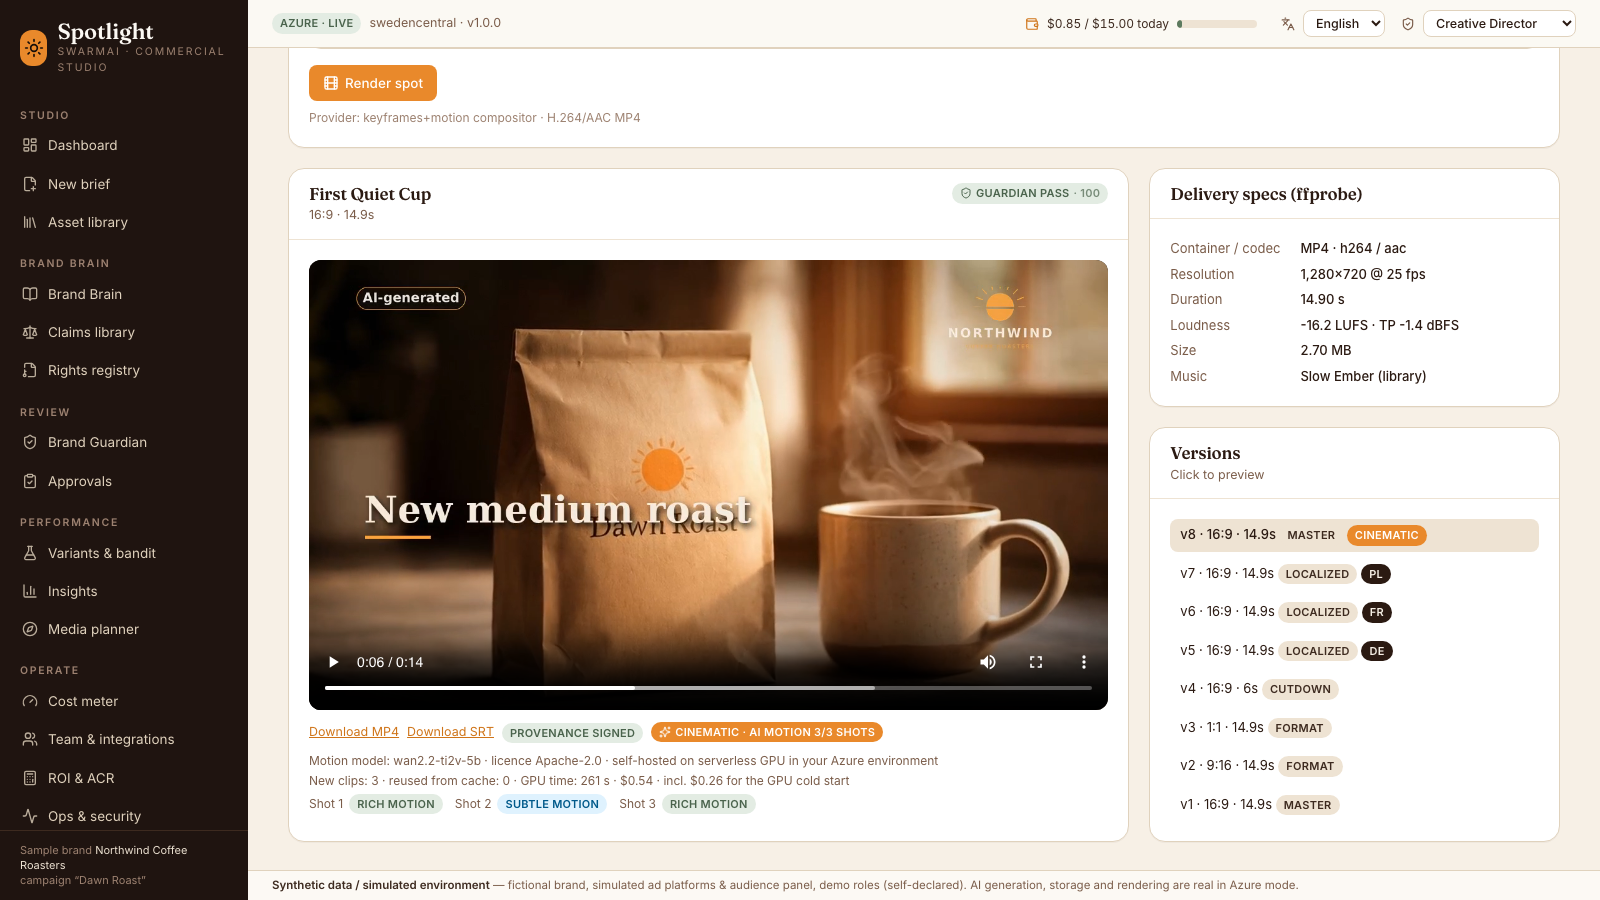 Spotlight
SWARMAI · COMMERCIAL
STUDIO
STUDIO
Dashboard
New brief
Asset library
BRAND BRAIN
Brand Brain
Claims library
Rights registry
REVIEW
Brand Guardian
Approvals
PERFORMANCE
Variants & bandit
Insights
Media planner
OPERATE
Cost meter
Team & integrations
ROI & ACR
Ops & security
Sample brand Northwind Coffee
Roasters
campaign “Dawn Roast”
AZURE · LIVE swedencentral · v1.0.0
$0.85 / $15.00 today
English
Creative Director
Render spot
Provider: keyframes+motion compositor · H.264/AAC MP4
First Quiet Cup
16:9 · 14.9s
GUARDIAN PASS · 100
AI-generated
NORTHWIND
New medium roast
Dawn Roast
0:06 / 0:14
Download MP4 Download SRT PROVENANCE SIGNED CINEMATIC · AI MOTION 3/3 SHOTS
Motion model: wan2.2-ti2v-5b · licence Apache-2.0 · self-hosted on serverless GPU in your Azure environment
New clips: 3 · reused from cache: 0 · GPU time: 261 s · $0.54 · incl. $0.26 for the GPU cold start
Shot 1 RICH MOTION Shot 2 SUBTLE MOTION Shot 3 RICH MOTION
Delivery specs (ffprobe)
Container / codec MP4 · h264 / aac
Resolution 1,280×720 @ 25 fps
Duration 14.90 s
Loudness -16.2 LUFS · TP -1.4 dBFS
Size 2.70 MB
Music Slow Ember (library)
Versions
Click to preview
v8 · 16:9 · 14.9s MASTER CINEMATIC
v7 · 16:9 · 14.9s LOCALIZED PL
v6 · 16:9 · 14.9s LOCALIZED FR
v5 · 16:9 · 14.9s LOCALIZED DE
v4 · 16:9 · 6s CUTDOWN
v3 · 1:1 · 14.9s FORMAT
v2 · 9:16 · 14.9s FORMAT
v1 · 16:9 · 14.9s MASTER
Synthetic data / simulated environment — fictional brand, simulated ad platforms & audience panel, demo roles (self-declared). AI generation, storage and rendering are real in Azure mode.